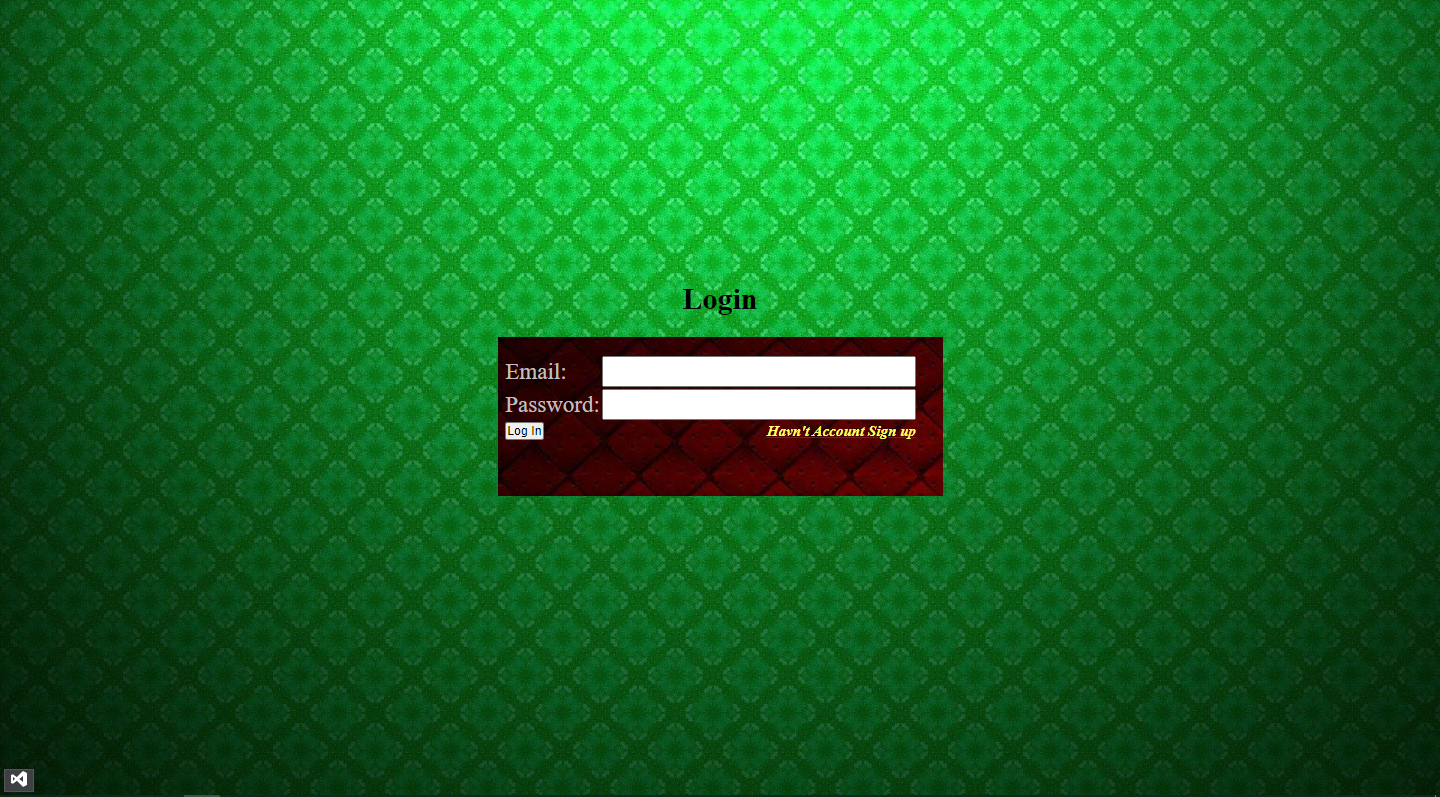 Login
Email:
Password:
Log In
Havn't Account Sign up